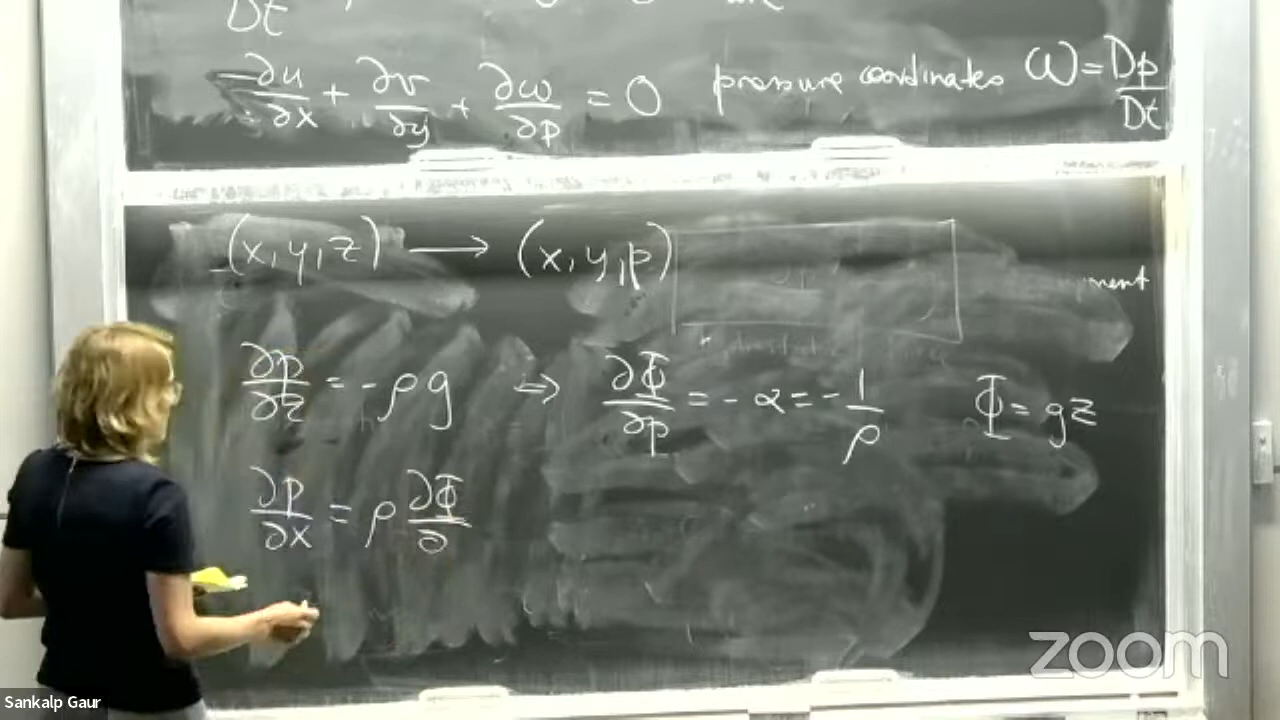 Dt
∂u/∂x + ∂v/∂y + ∂ω/∂p = 0 pressure coordinates ω = Dp/Dt
(x,y,z) ⟶ (x,y,p)
ment
∂p/∂z = -ρg ⇒ ∂Φ/∂p = -α = -1/ρ Φ = gz
∂p/∂x = ρ ∂Φ/∂
zoom
Sankalp Gaur